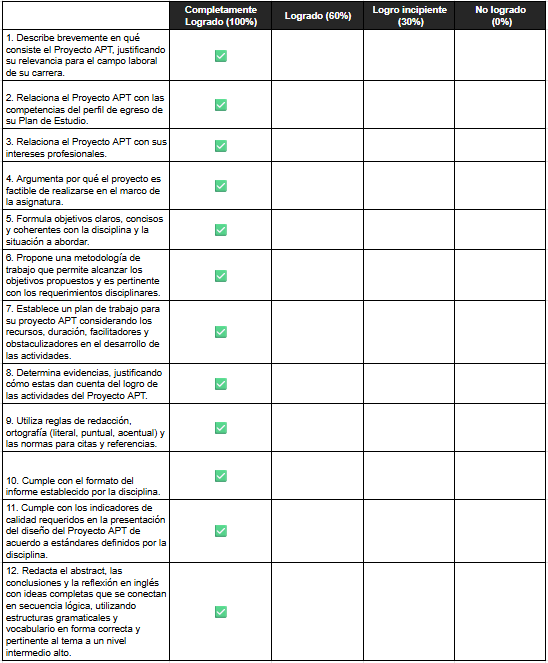 Completamente
Logrado (100%)
Logrado (60%)
Logro incipiente
(30%)
No logrado
(0%)
1. Describe brevemente en qué
consiste el Proyecto APT, justificando
su relevancia para el campo laboral
de su carrera.
✅
2. Relaciona el Proyecto APT con las
competencias del perfil de egreso de
su Plan de Estudio.
✅
3. Relaciona el Proyecto APT con sus
intereses profesionales.
✅
4. Argumenta por qué el proyecto es
factible de realizarse en el marco de
la asignatura.
✅
5. Formula objetivos claros, concisos
y coherentes con la disciplina y la
situación a abordar.
✅
6. Propone una metodología de
trabajo que permite alcanzar los
objetivos propuestos y es pertinente
con los requerimientos disciplinares.
✅
7. Establece un plan de trabajo para
su proyecto APT considerando los
recursos, duración, facilitadores y
obstaculizadores en el desarrollo de
las actividades.
✅
8. Determina evidencias, justificando
cómo estas dan cuenta del logro de
las actividades del Proyecto APT.
✅
9. Utiliza reglas de redacción,
ortografía (literal, puntual, acentual) y
las normas para citas y referencias.
✅
10. Cumple con el formato del
informe establecido por la disciplina.
✅
11. Cumple con los indicadores de
calidad requeridos en la presentación
del diseño del Proyecto APT de
acuerdo a estándares definidos por la
disciplina.
✅
12. Redacta el abstract, las
conclusiones y la reflexión en inglés
con ideas completas que se conectan
en secuencia lógica, utilizando
estructuras gramaticales y
vocabulario en forma correcta y
pertinente al tema a un nivel
intermedio alto.
✅